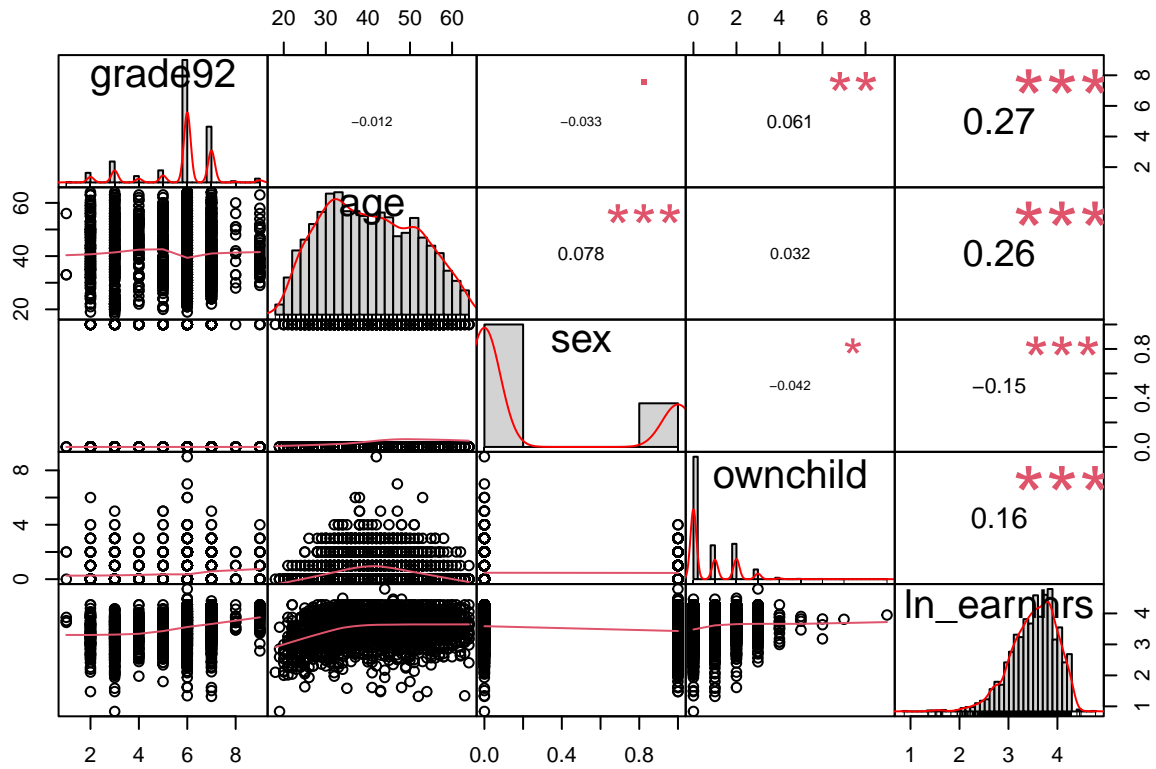 20 30 40 50 60 0 2 4 6 8
grade92 −0.012 −0.033 . 0.061 ** 0.27 *** 2 4 6 8
20 40 60 age 0.078 *** 0.032 0.26 ***
sex −0.042 * −0.15 *** 0.0 0.4 0.8
0 4 8 ownchild 0.16 ***
ln_earnhrs 1 2 3 4
2 4 6 8 0.0 0.4 0.8 1 2 3 4